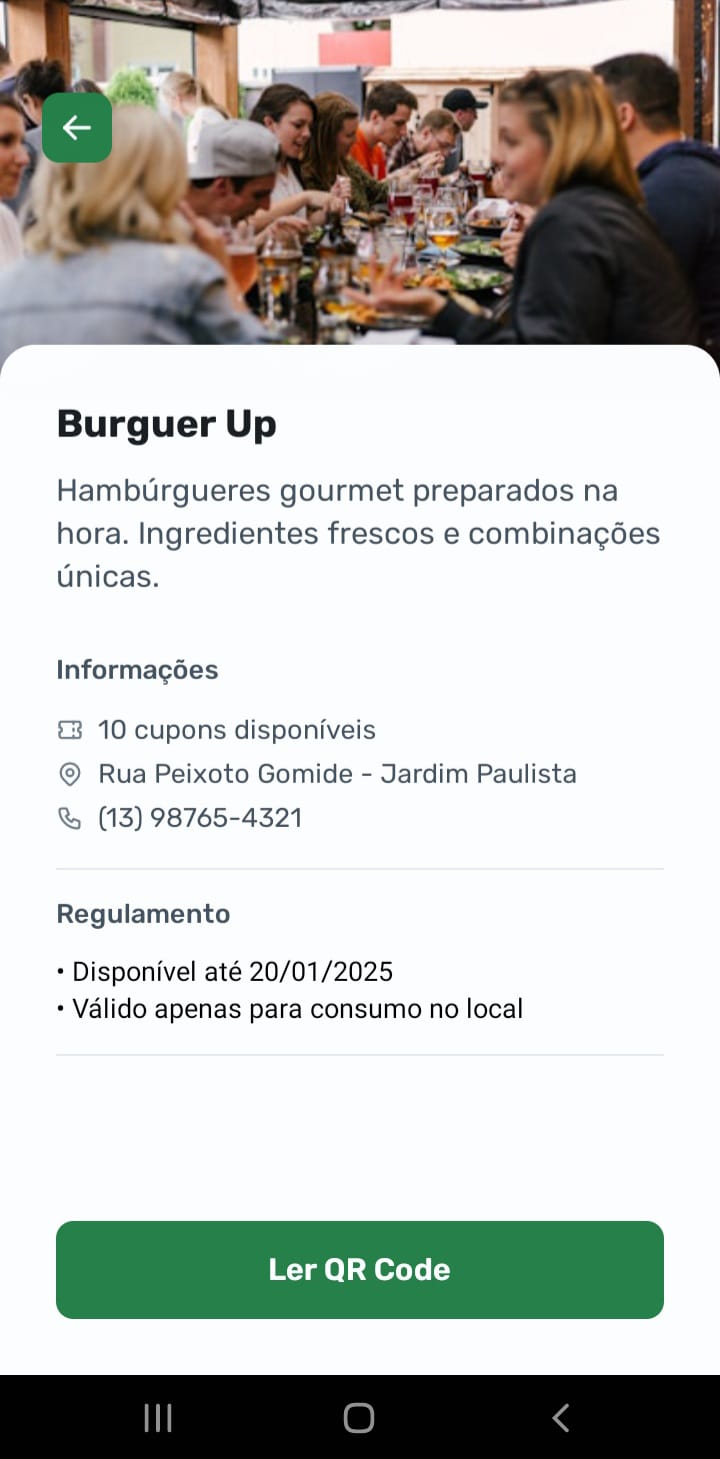 Burguer Up
Hambúrgueres gourmet preparados na
hora. Ingredientes frescos e combinações
únicas.
Informações
10 cupons disponíveis
Rua Peixoto Gomide - Jardim Paulista
(13) 98765-4321
Regulamento
• Disponível até 20/01/2025
• Válido apenas para consumo no local
Ler QR Code